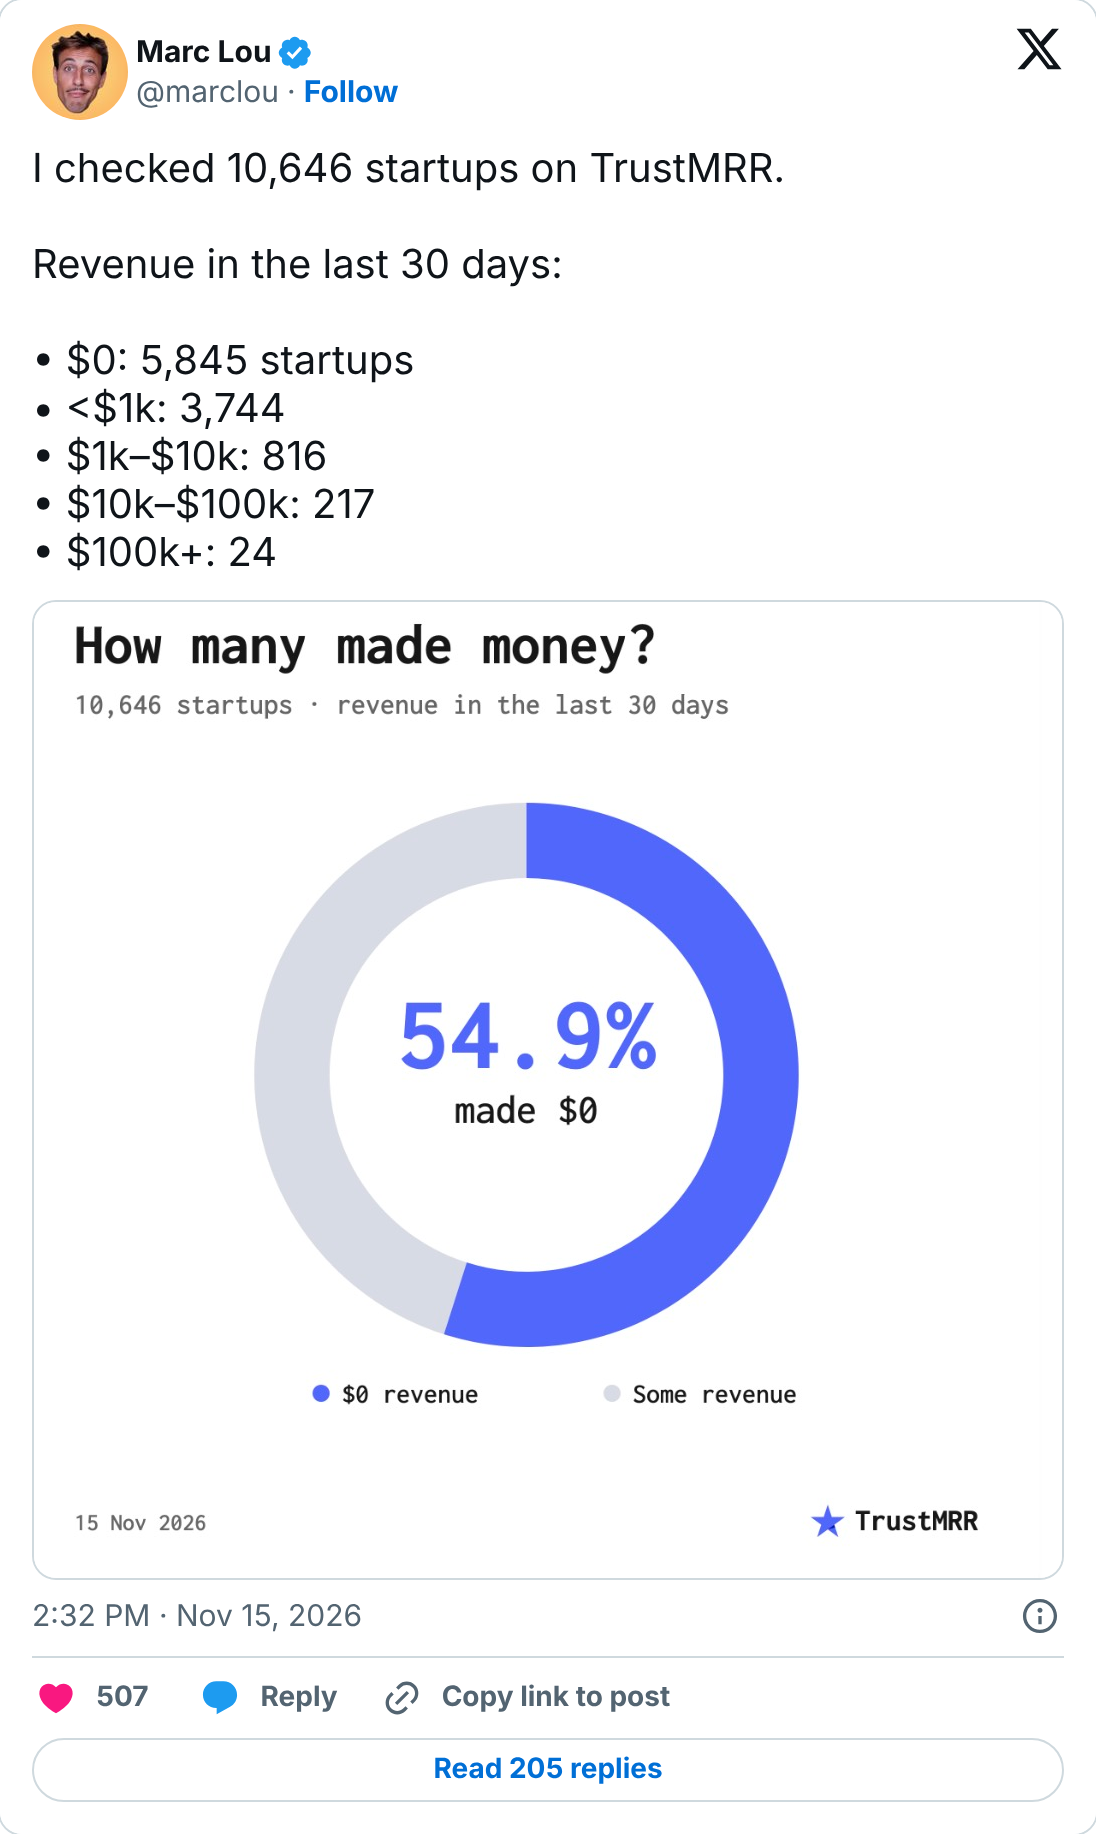 Marc Lou
@marclou · Follow
I checked 10,646 startups on TrustMRR.
Revenue in the last 30 days:
• $0: 5,845 startups
• <$1k: 3,744
• $1k–$10k: 816
• $10k–$100k: 217
• $100k+: 24
How many made money?
10,646 startups · revenue in the last 30 days
54.9%
made $0
$0 revenue
Some revenue
15 Nov 2026
TrustMRR
2:32 PM · Nov 15, 2026
507 Reply Copy link to post
Read 205 replies